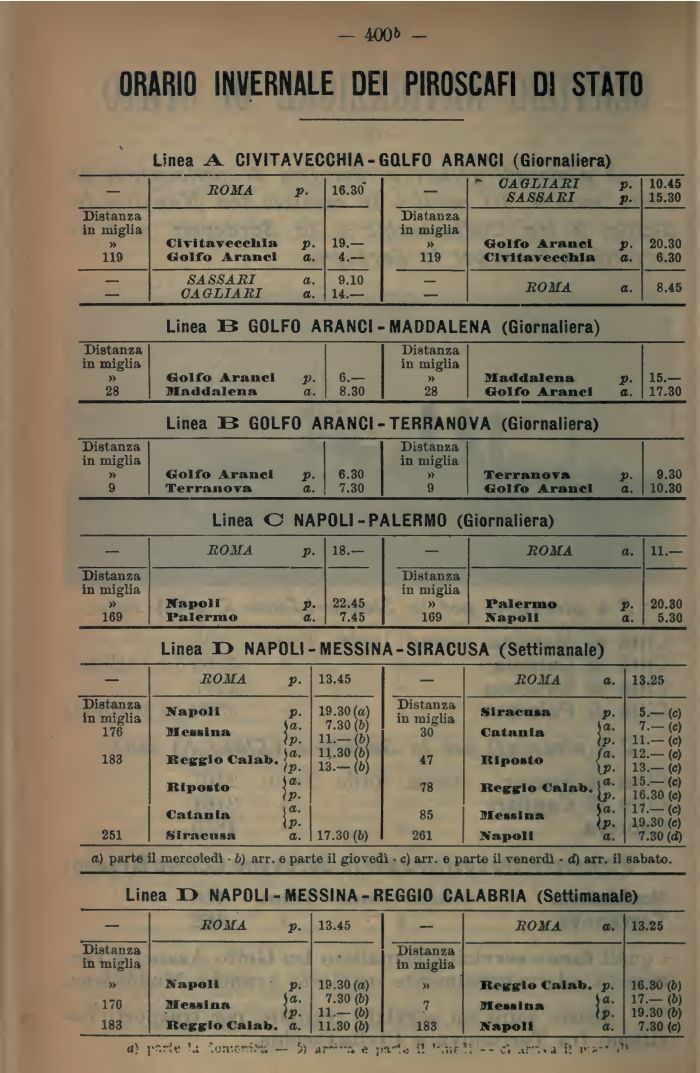 — 400ᵇ —
ORARIO INVERNALE DEI PIROSCAFI DI STATO
Linea A CIVITAVECCHIA-GOLFO ARANCI (Giornaliera)
— ROMA p. 16.30 — CAGLIARI p. 10.45
SASSARI p. 15.30
Distanza Distanza
in miglia in miglia
» Civitavecchia p. 19.— » Golfo Aranci p. 20.30
119 Golfo Aranci a. 4.— 119 Civitavecchia a. 6.30
— SASSARI a. 9.10 — ROMA a. 8.45
— CAGLIARI a. 14.— —
Linea B GOLFO ARANCI-MADDALENA (Giornaliera)
Distanza Distanza
in miglia in miglia
» Golfo Aranci p. 6.— » Maddalena p. 15.—
28 Maddalena a. 8.30 28 Golfo Aranci a. 17.30
Linea B GOLFO ARANCI-TERRANOVA (Giornaliera)
Distanza Distanza
in miglia in miglia
» Golfo Aranci p. 6.30 » Terranova p. 9.30
9 Terranova a. 7.30 9 Golfo Aranci a. 10.30
Linea C NAPOLI-PALERMO (Giornaliera)
— ROMA p. 18.— — ROMA a. 11.—
Distanza Distanza
in miglia in miglia
» Napoli p. 22.45 » Palermo p. 20.30
169 Palermo a. 7.45 169 Napoli a. 5.30
Linea D NAPOLI-MESSINA-SIRACUSA (Settimanale)
— ROMA p. 13.45 — ROMA a. 13.25
Distanza Napoli p. 19.30 (a) Distanza Siracusa p. 5.— (c)
in miglia in miglia
176 Messina a. 7.30 (b) 30 Catania a. 7.— (c)
p. 11.— (b) p. 11.— (c)
183 Reggio Calab. a. 11.30 (b) 47 Riposto a. 12.— (c)
p. 13.— (b) p. 13.— (c)
Riposto a. 78 Reggio Calab. a. 15.— (c)
p. p. 16.30 (c)
Catania a. 85 Messina a. 17.— (c)
p. p. 19.30 (c)
251 Siracusa a. 17.30 (b) 261 Napoli a. 7.30 (d)
a) parte il mercoledì - b) arr. e parte il giovedì - c) arr. e parte il venerdì - d) arr. il sabato.
Linea D NAPOLI-MESSINA-REGGIO CALABRIA (Settimanale)
— ROMA p. 13.45 — ROMA a. 13.25
Distanza Distanza
in miglia in miglia
» Napoli p. 19.30 (a) » Reggio Calab. p. 16.30 (b)
176 Messina a. 7.30 (b) 7 Messina a. 17.— (b)
p. 11.— (b) p. 19.30 (b)
183 Reggio Calab. a. 11.30 (b) 183 Napoli a. 7.30 (c)
a) parte la — b) e parte il